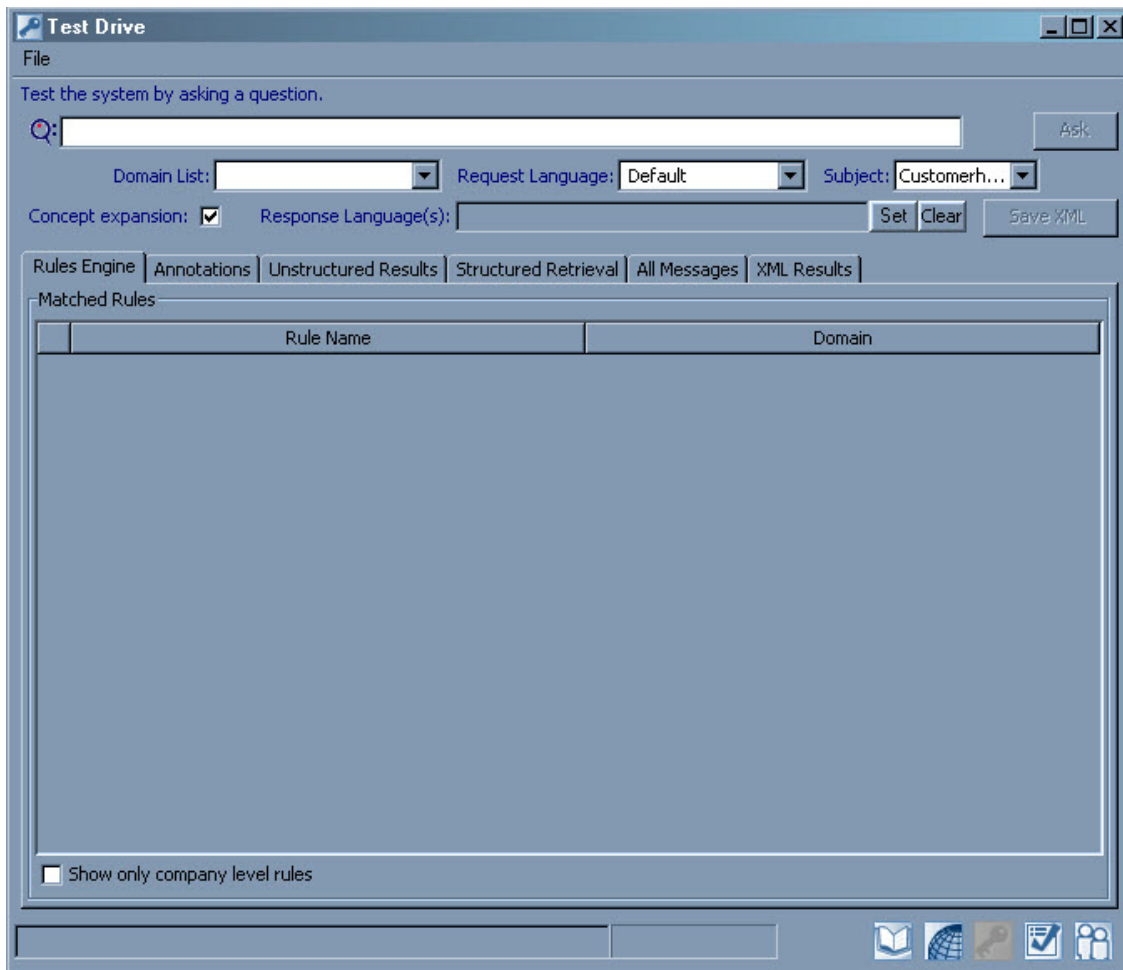 Test Drive
File
Test the system by asking a question.
Q: Ask
Domain List: Request Language: Default Subject: Customerh...
Concept expansion: Response Language(s): Set Clear Save XML
Rules Engine Annotations Unstructured Results Structured Retrieval All Messages XML Results
Matched Rules
Rule Name Domain
Show only company level rules